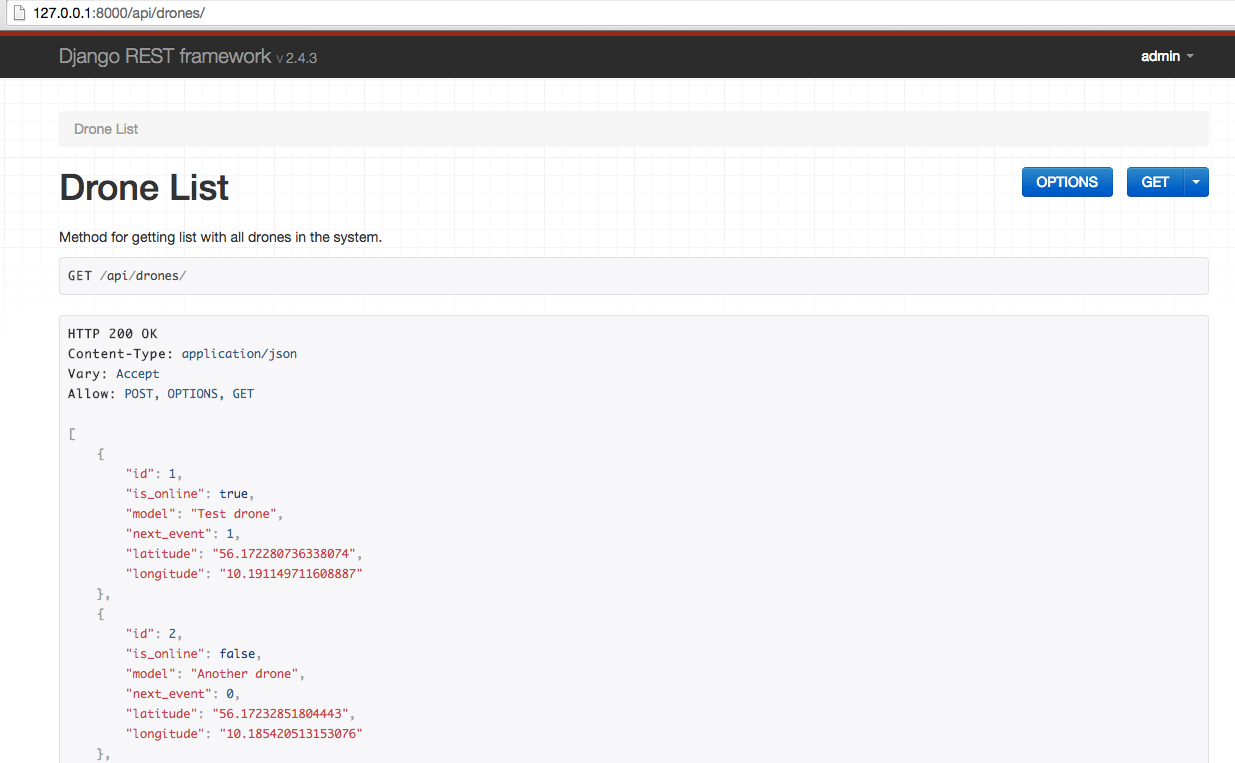 127.0.0.1:8000/api/drones/
Django REST framework v 2.4.3 admin
Drone List
Drone List OPTIONS GET
Method for getting list with all drones in the system.
GET /api/drones/
HTTP 200 OK
Content-Type: application/json
Vary: Accept
Allow: POST, OPTIONS, GET
[
{
"id": 1,
"is_online": true,
"model": "Test drone",
"next_event": 1,
"latitude": "56.172280736338074",
"longitude": "10.191149711608887"
},
{
"id": 2,
"is_online": false,
"model": "Another drone",
"next_event": 0,
"latitude": "56.17232851804443",
"longitude": "10.185420513153076"
},